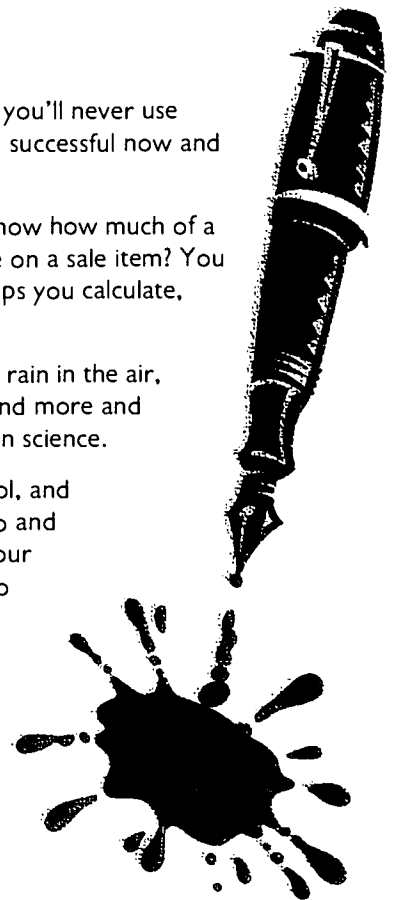 you'll never use
successful now and
now how much of a
e on a sale item? You
ps you calculate,
rain in the air,
nd more and
n science.
ol, and
o and
our
o